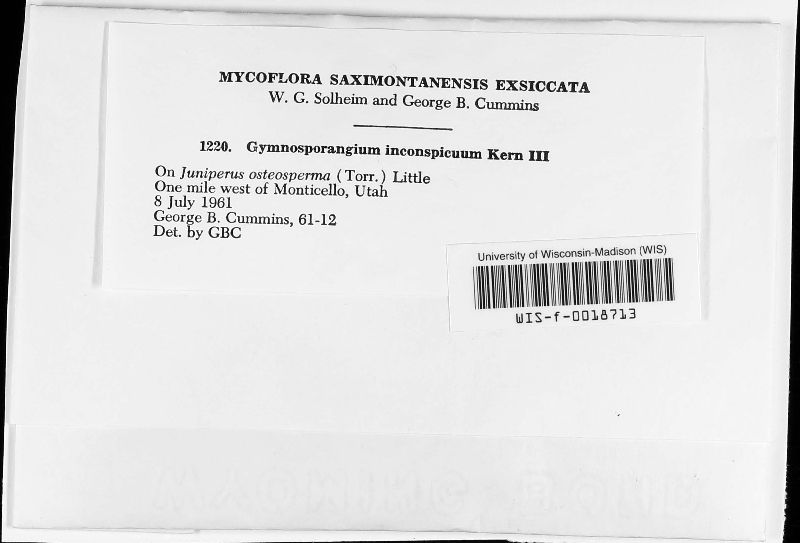 MYCOFLORA SAXIMONTANENSIS EXSICCATA
W. G. Solheim and George B. Cummins
1220. Gymnosporangium inconspicuum Kern III
On Juniperus osteosperma (Torr.) Little
One mile west of Monticello, Utah
8 July 1961
George B. Cummins, 61-12
Det. by GBC
University of Wisconsin-Madison (WIS)
WIS-f-0018713